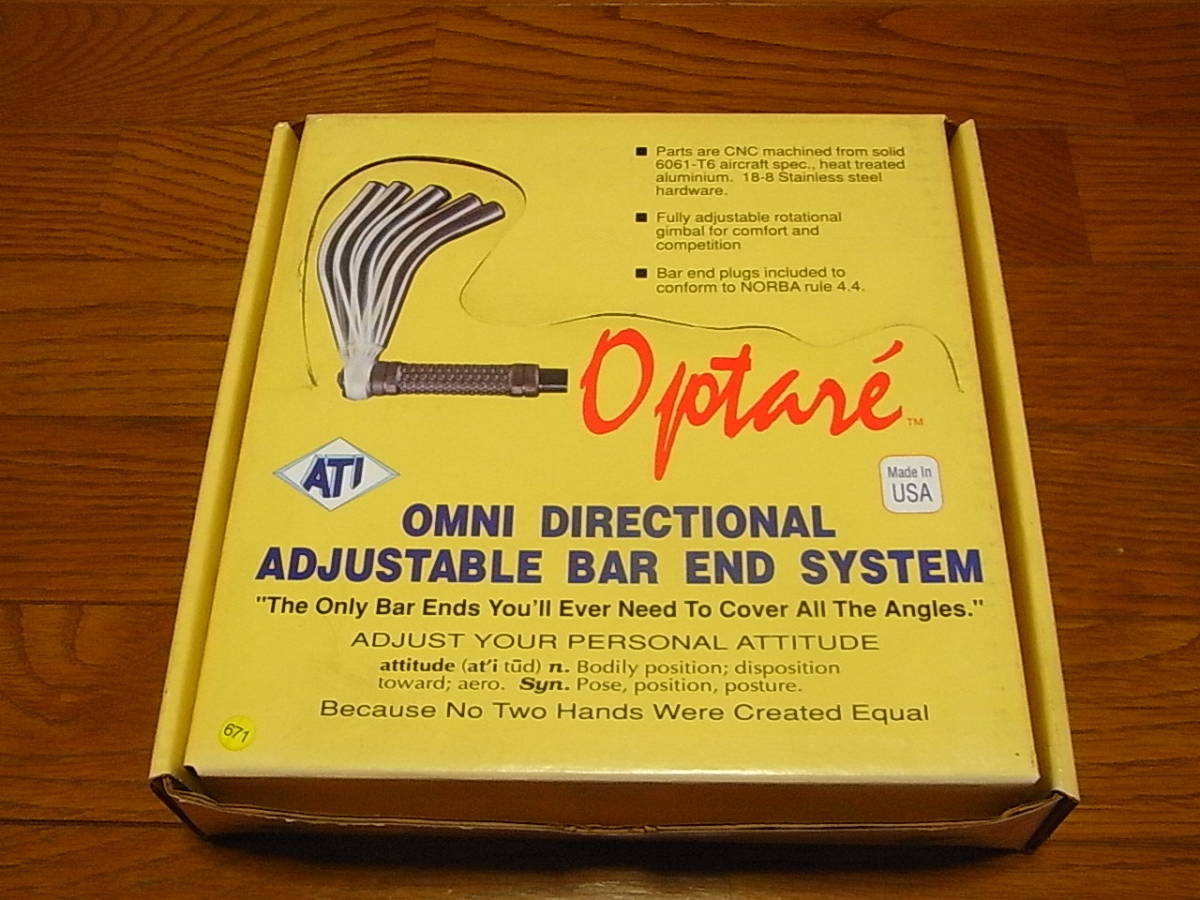 ■ Parts are CNC machined from solid
6061-T6 aircraft spec., heat treated
aluminium. 18-8 Stainless steel
hardware.
■ Fully adjustable rotational
gimbal for comfort and
competition
■ Bar end plugs included to
conform to NORBA rule 4.4.
Optaré™
ATI
Made In
USA
OMNI DIRECTIONAL
ADJUSTABLE BAR END SYSTEM
"The Only Bar Ends You'll Ever Need To Cover All The Angles."
ADJUST YOUR PERSONAL ATTITUDE
attitude (at′i tūd) n. Bodily position; disposition
toward; aero. Syn. Pose, position, posture.
Because No Two Hands Were Created Equal
671